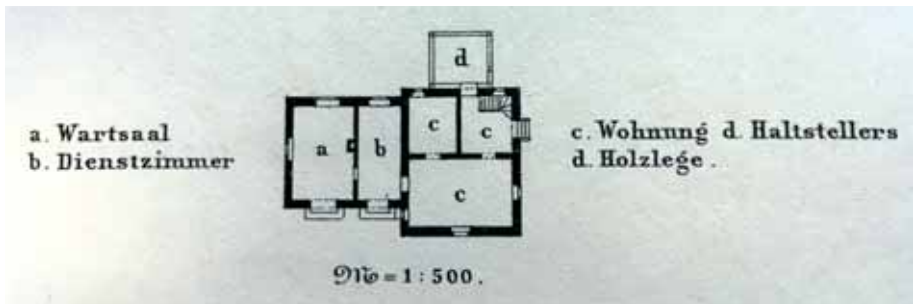 d
a. Wartsaal
b. Dienstzimmer
a
b
c
c
c
c. Wohnung d. Haltstellers
d. Holzlege.
M = 1 : 500.